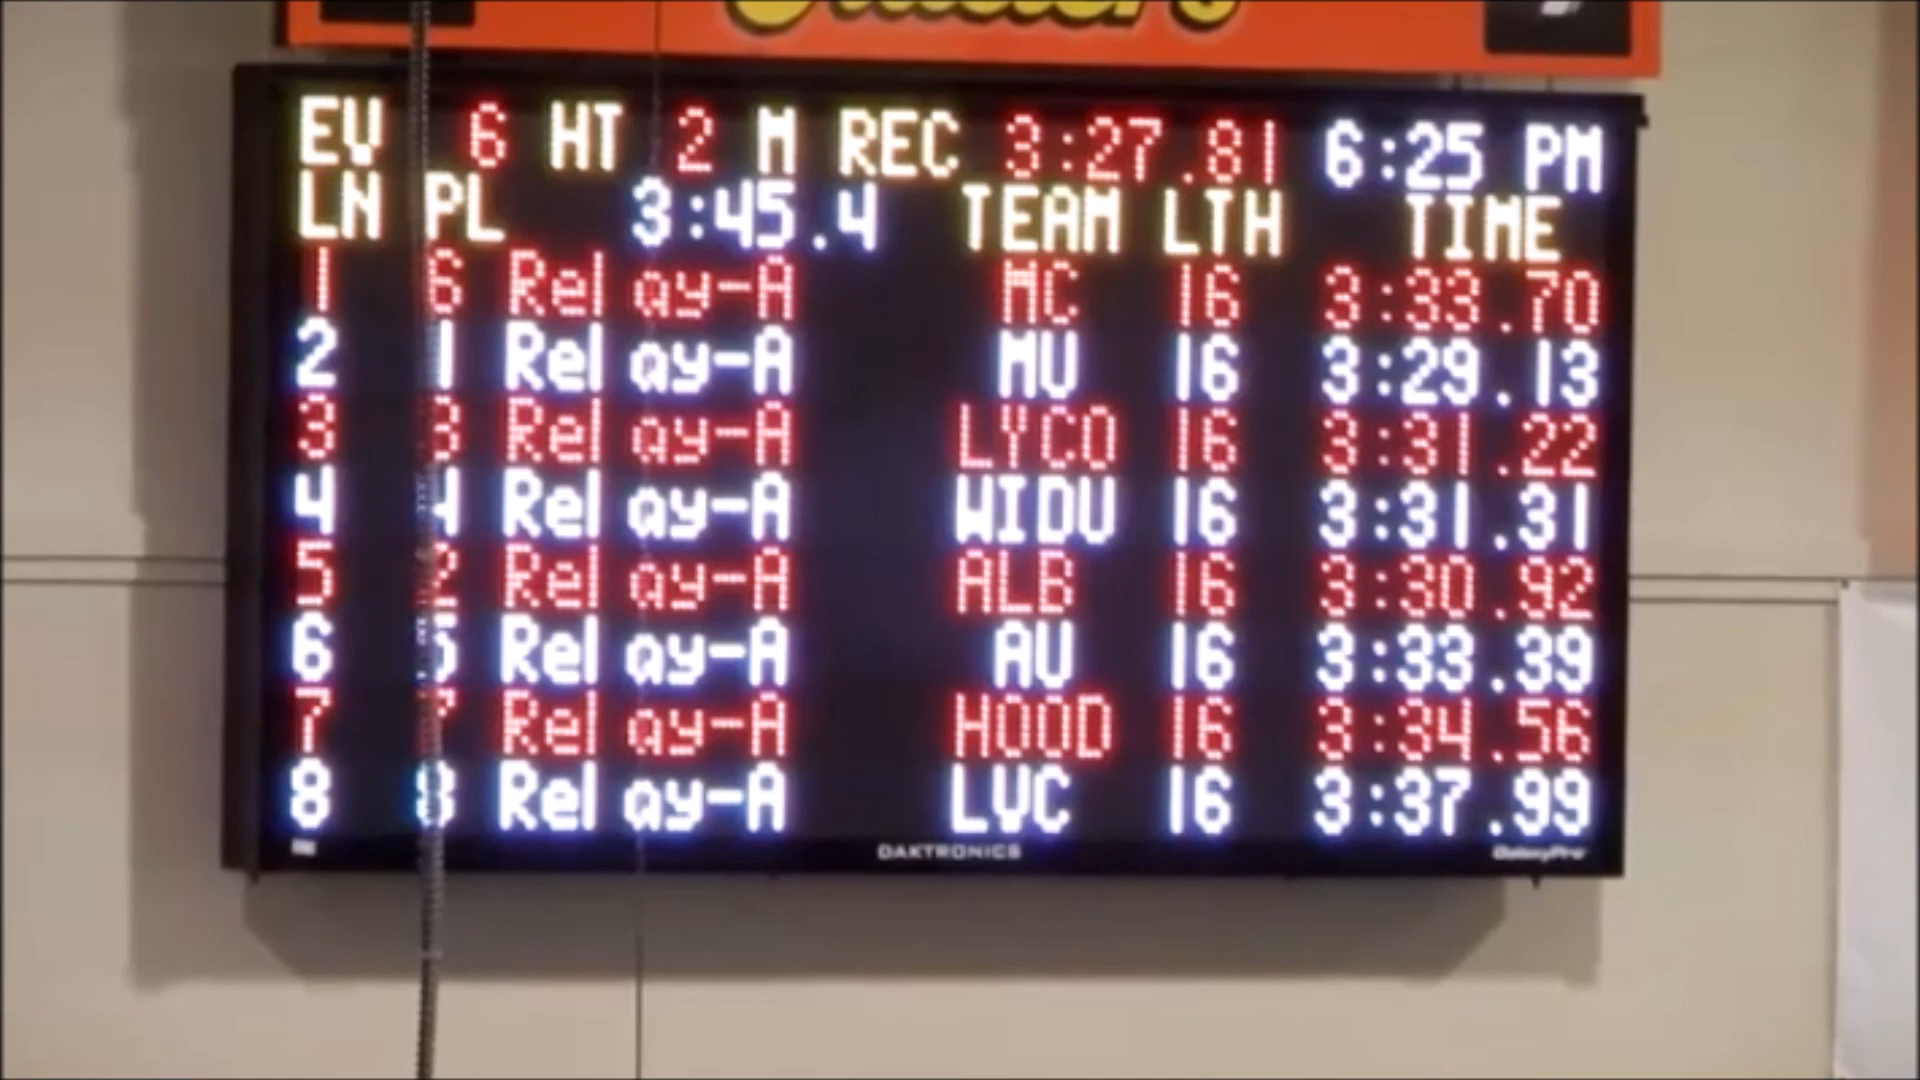 EV 6 HT 2 M REC 3:27.81 6:25 PM
LN PL 3:45.4 TEAM LTH TIME
1 6 Relay-A MC 16 3:33.70
2 1 Relay-A MU 16 3:29.13
3 3 Relay-A LYCO 16 3:31.22
4 4 Relay-A WIDU 16 3:31.31
5 2 Relay-A ALB 16 3:30.92
6 5 Relay-A AU 16 3:33.39
7 7 Relay-A HOOD 16 3:34.56
8 8 Relay-A LVC 16 3:37.99
DAKTRONICS GalaxyPro